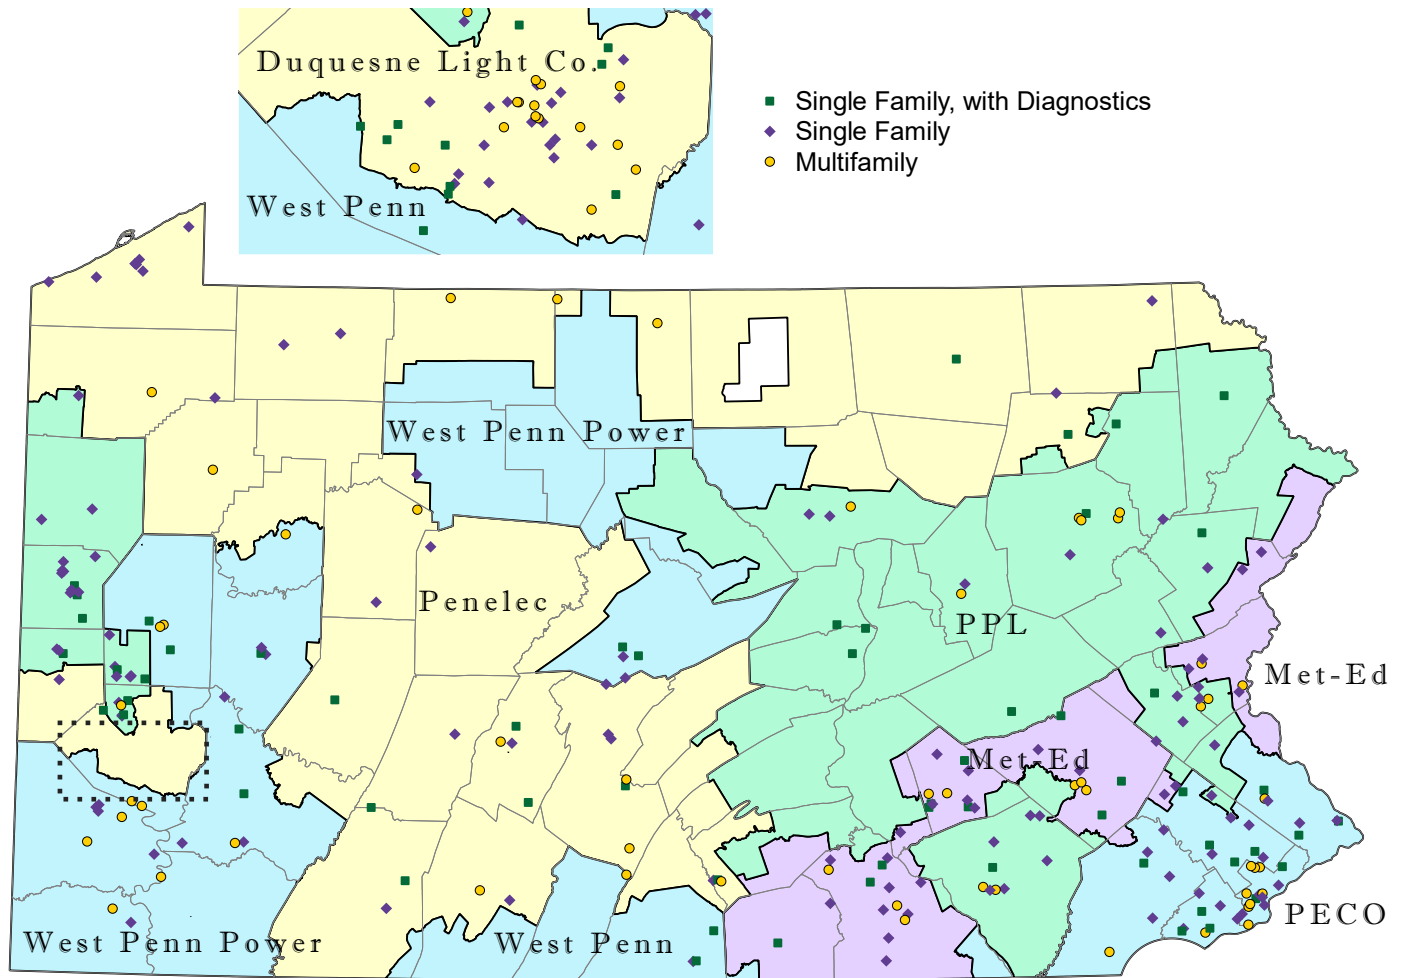 Duquesne Light Co.
Single Family, with Diagnostics
Single Family
Multifamily
West Penn
West Penn Power
Penelec
PPL
Met-Ed
Met-Ed
PECO
West Penn Power
West Penn